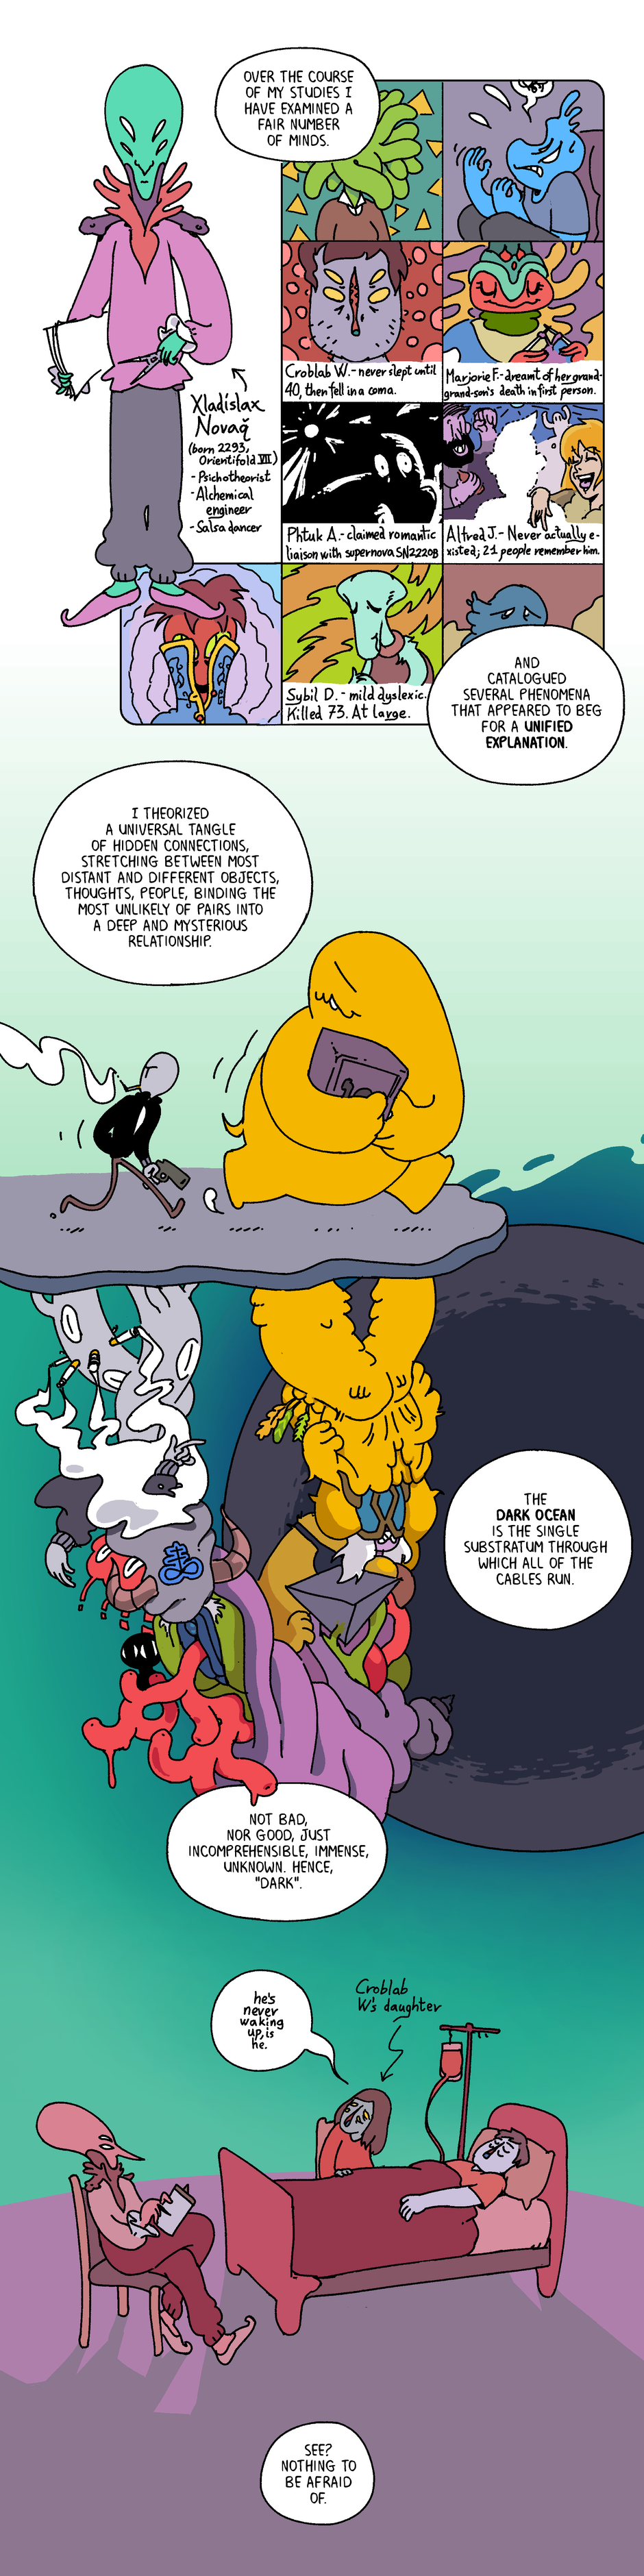 OVER THE COURSE
OF MY STUDIES I
HAVE EXAMINED A
FAIR NUMBER
OF MINDS.
Xladislax
Novaq̌
(born 2293,
Orientifold VII)
- Psichotheorist
- Alchemical
engineer
- Salsa dancer
Croblab W. - never slept until
40, then fell in a coma.
Marjorie F. - dreamt of her grand-
grand-son's death in first person.
Phtuk A. - claimed romantic
liaison with supernova SN2220B
Alfred J. - Never actually e-
xisted; 21 people remember him.
Sybil D. - mild dyslexic.
Killed 73. At large.
AND
CATALOGUED
SEVERAL PHENOMENA
THAT APPEARED TO BEG
FOR A UNIFIED
EXPLANATION.
I THEORIZED
A UNIVERSAL TANGLE
OF HIDDEN CONNECTIONS,
STRETCHING BETWEEN MOST
DISTANT AND DIFFERENT OBJECTS,
THOUGHTS, PEOPLE, BINDING THE
MOST UNLIKELY OF PAIRS INTO
A DEEP AND MYSTERIOUS
RELATIONSHIP.
THE
DARK OCEAN
IS THE SINGLE
SUBSTRATUM THROUGH
WHICH ALL OF THE
CABLES RUN.
NOT BAD,
NOR GOOD, JUST
INCOMPREHENSIBLE, IMMENSE,
UNKNOWN. HENCE,
"DARK".
he's
never
waking
up, is
he.
Croblab
W's daughter
SEE?
NOTHING TO
BE AFRAID
OF.